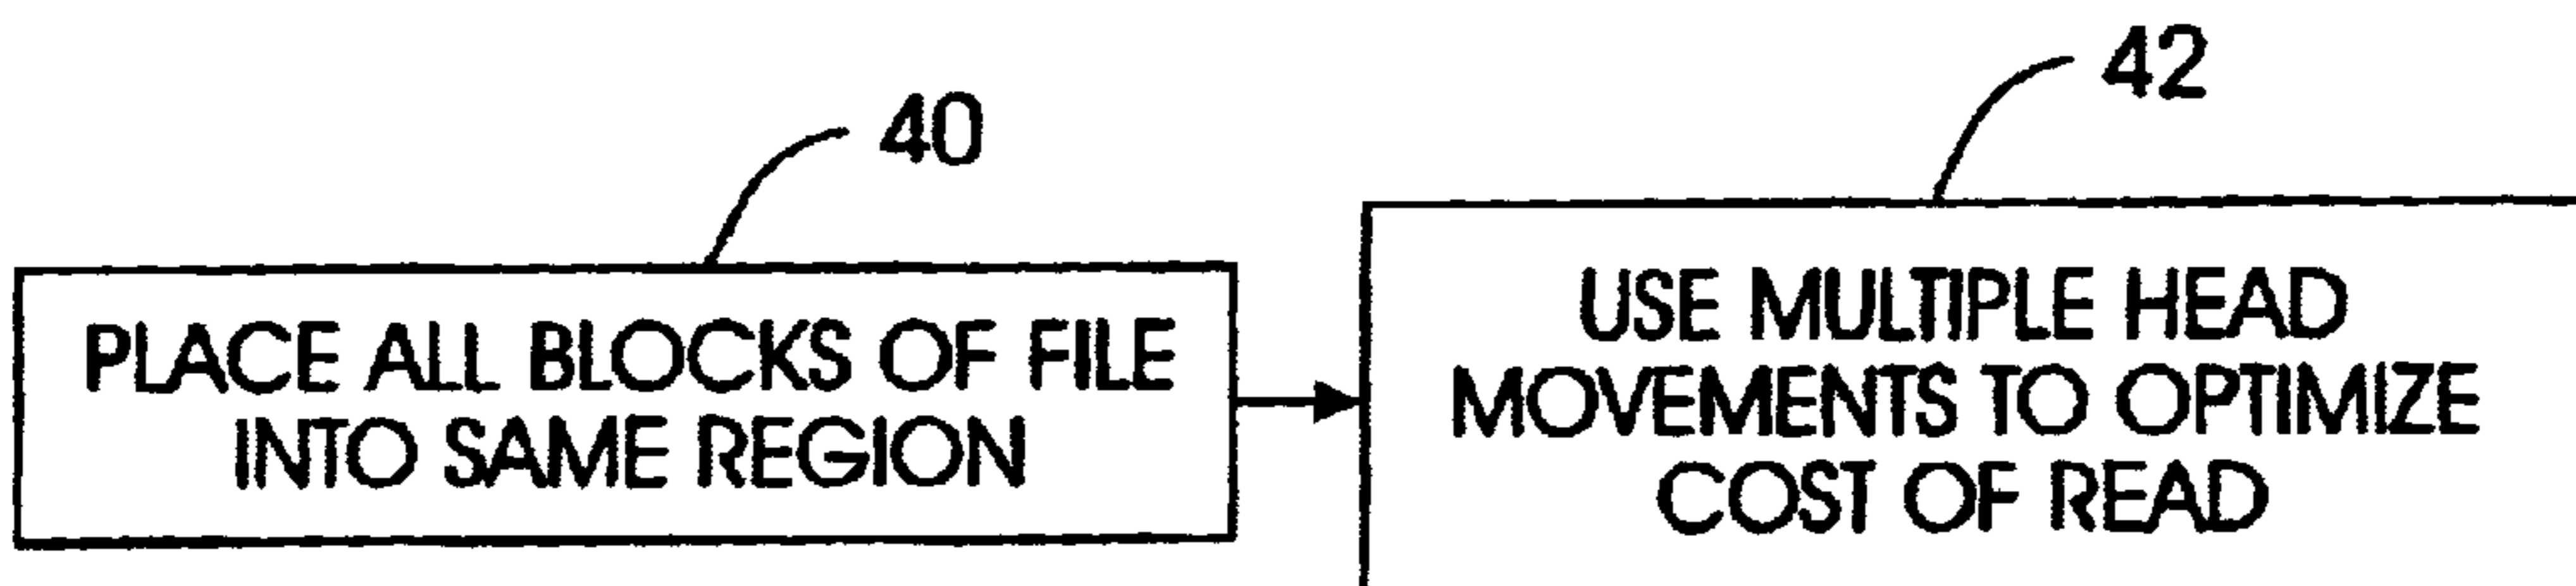 40
42
PLACE ALL BLOCKS OF FILE
INTO SAME REGION
USE MULTIPLE HEAD
MOVEMENTS TO OPTIMIZE
COST OF READ